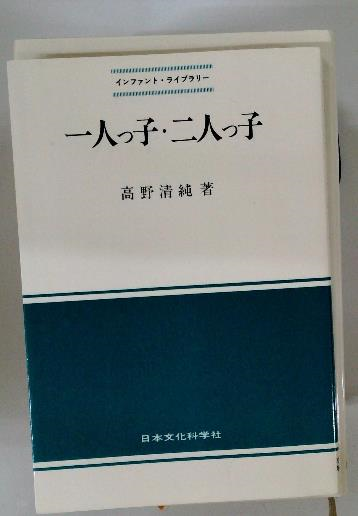 インファント・ライブラリー
一人っ子・二人っ子
高野清純著
日本文化科学社